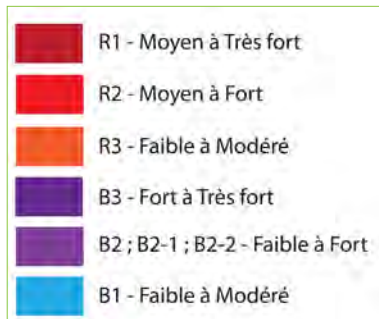 R1 - Moyen à Très fort
R2 - Moyen à Fort
R3 - Faible à Modéré
B3 - Fort à Très fort
B2 ; B2-1 ; B2-2 - Faible à Fort
B1 - Faible à Modéré